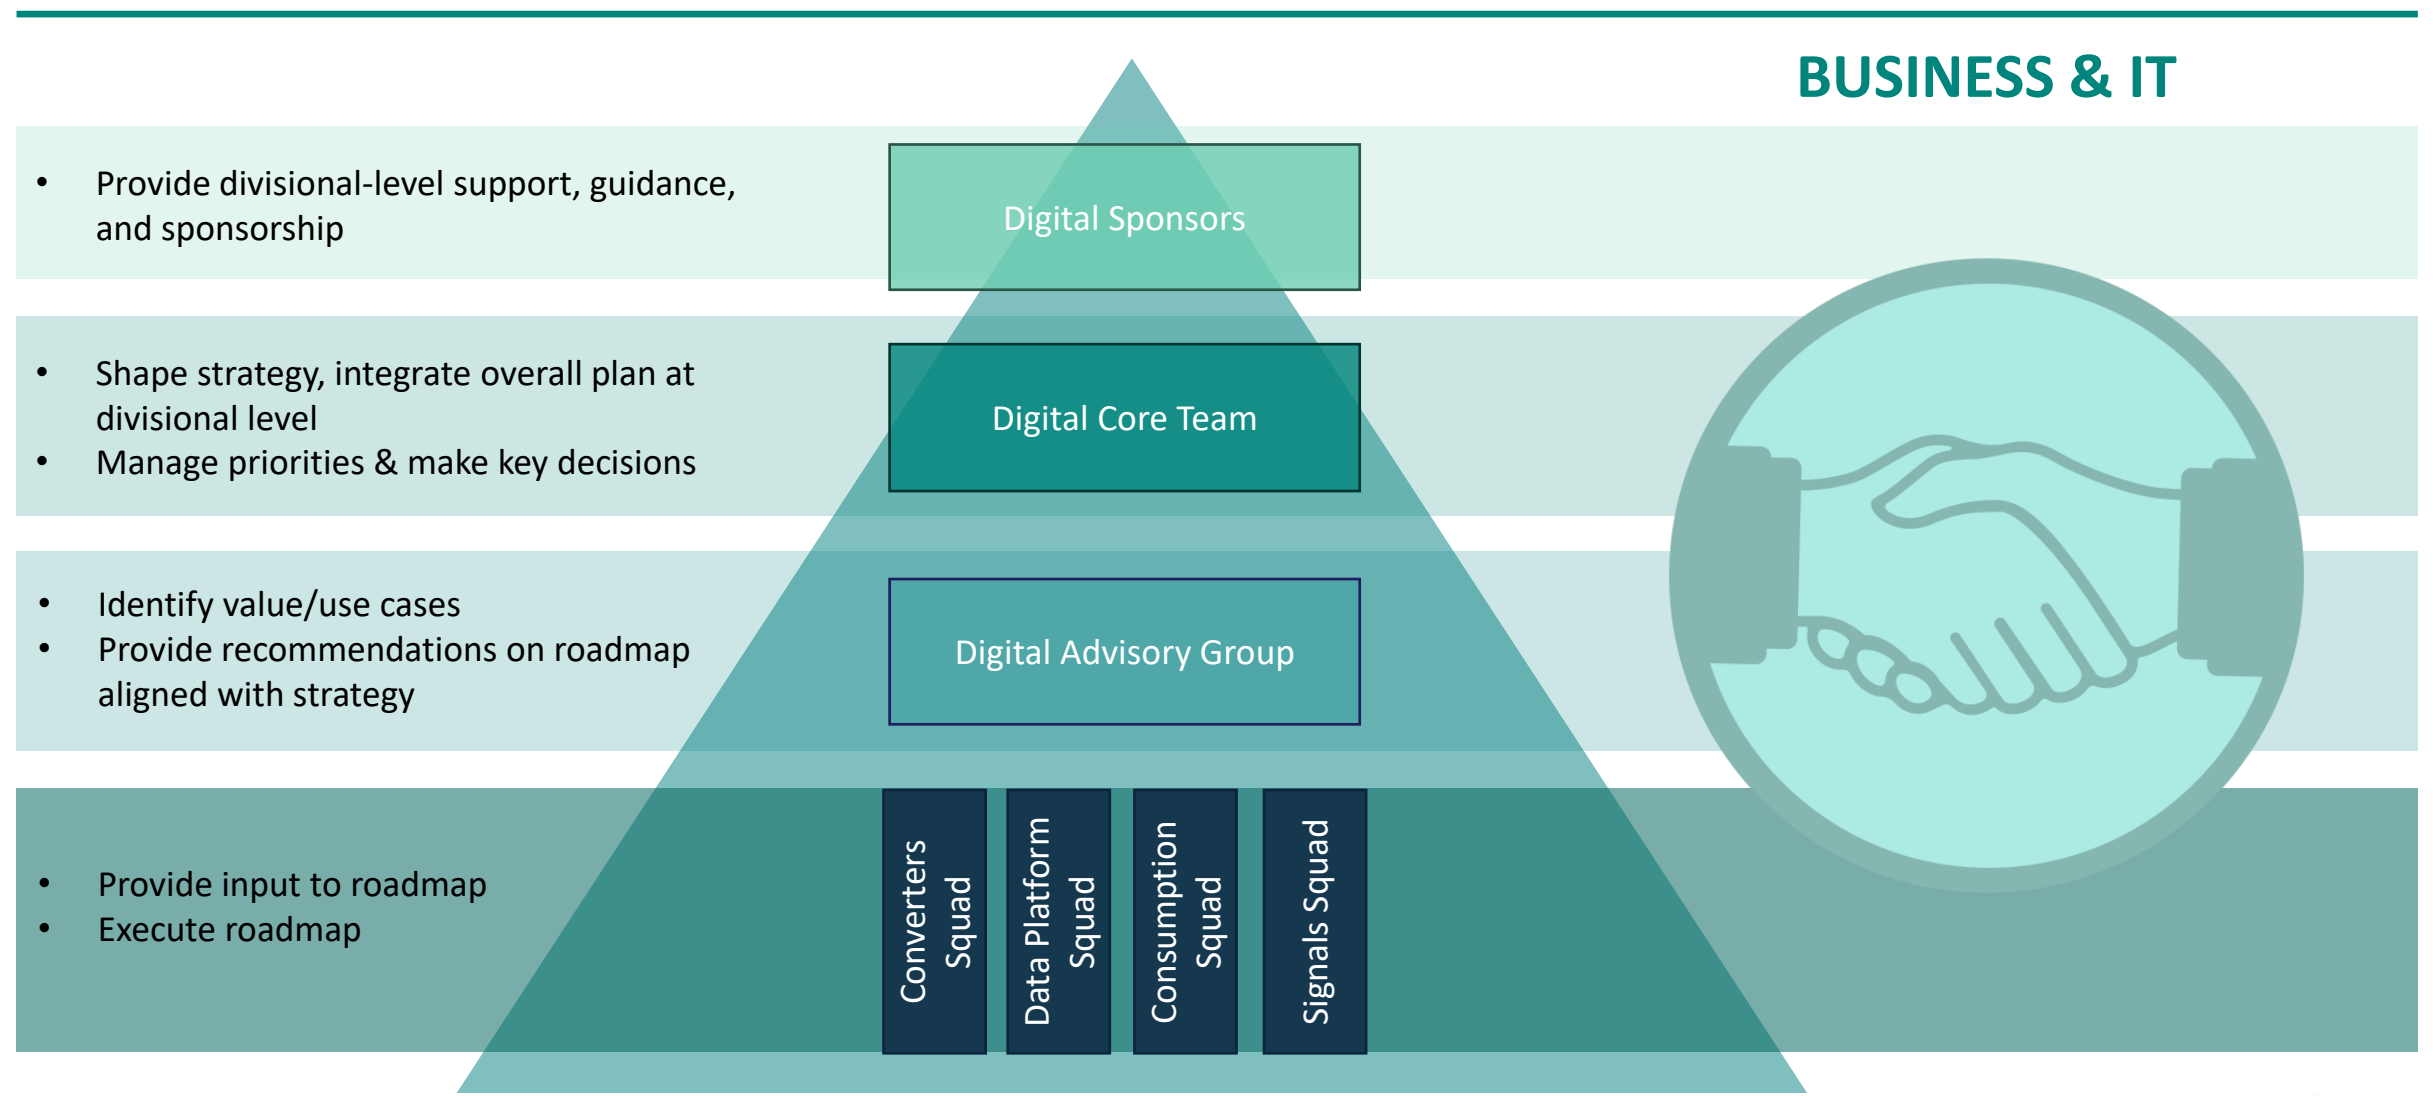 BUSINESS & IT
• Provide divisional-level support, guidance,
and sponsorship
Digital Sponsors
• Shape strategy, integrate overall plan at
divisional level
• Manage priorities & make key decisions
Digital Core Team
• Identify value/use cases
• Provide recommendations on roadmap
aligned with strategy
Digital Advisory Group
• Provide input to roadmap
• Execute roadmap
Converters
Squad
Data Platform
Squad
Consumption
Squad
Signals Squad